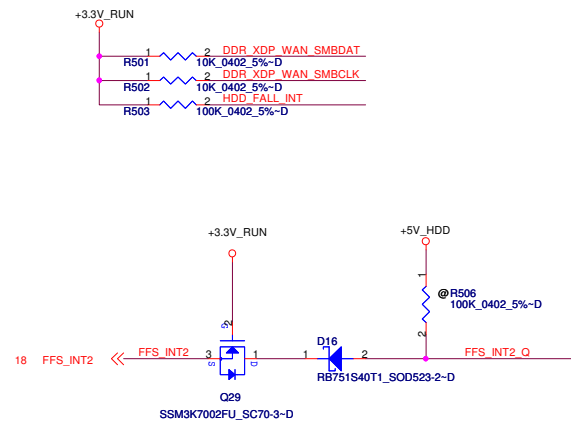 +3.3V_RUN
1 2 DDR_XDP_WAN_SMBDAT
R501 10K_0402_5%~D
1 2 DDR_XDP_WAN_SMBCLK
R502 10K_0402_5%~D
1 2 HDD_FALL_INT
R503 100K_0402_5%~D
+3.3V_RUN
+5V_HDD
1
@R506
100K_0402_5%~D
2
2
G
D16
18 FFS_INT2 FFS_INT2 3 1 1 2 FFS_INT2_Q
S D
RB751S40T1_SOD523-2~D
Q29
SSM3K7002FU_SC70-3~D